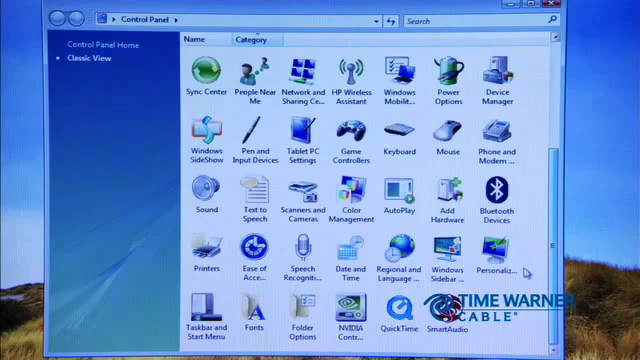 Control Panel
Search
Control Panel Home
Classic View
Name
Category
Sync Center
People Near
Me
Network and
Sharing Ce...
HP Wireless
Assistant
Windows
Mobilit...
Power
Options
Device
Manager
Windows
SideShow
Pen and
Input Devices
Tablet PC
Settings
Game
Controllers
Keyboard
Mouse
Phone and
Modem ...
Sound
Text to
Speech
Scanners and
Cameras
Color
Management
AutoPlay
Add
Hardware
Bluetooth
Devices
Printers
Ease of
Acce...
Speech
Recogniti...
Date and
Time
Regional and
Language ...
Windows
Sidebar ...
Personaliz...
Taskbar and
Start Menu
Fonts
Folder
Options
NVIDIA
Contr...
QuickTime
SmartAudio
TIME WARNER
CABLE®